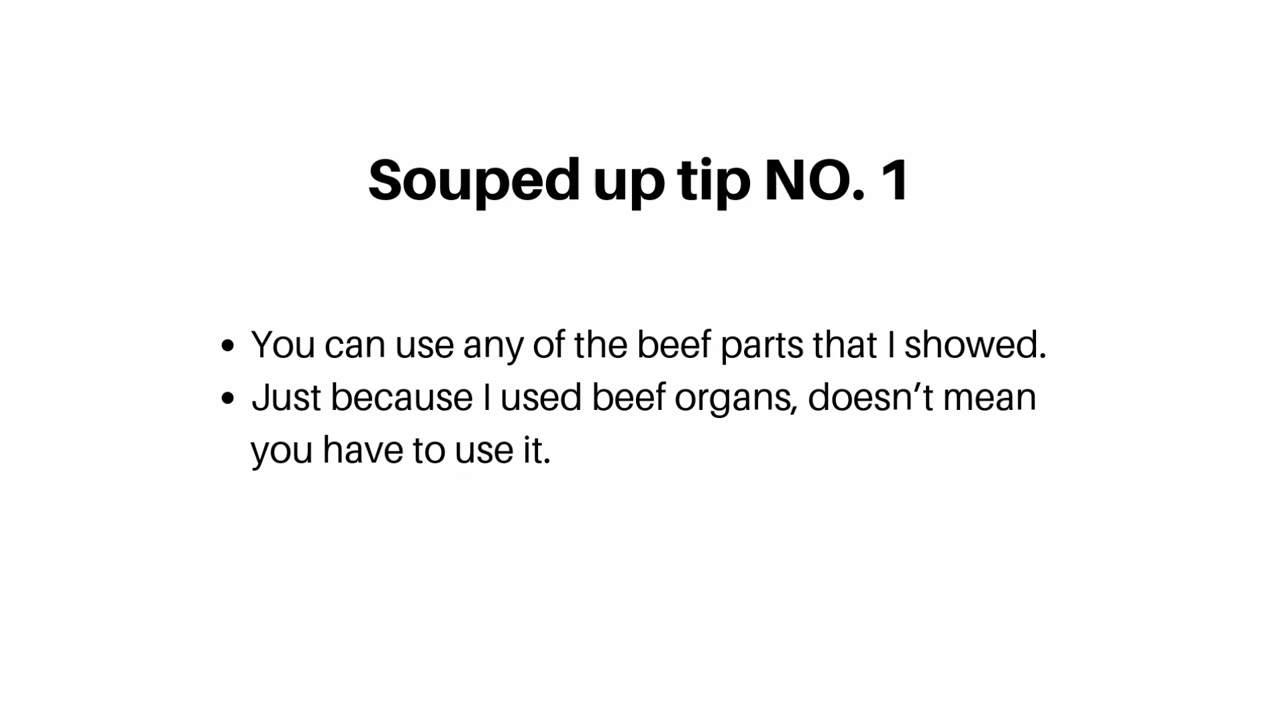 Souped up tip NO. 1
• You can use any of the beef parts that I showed.
• Just because I used beef organs, doesn’t mean
you have to use it.